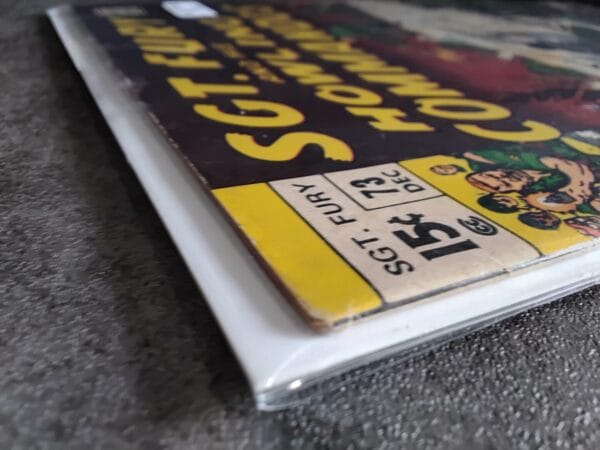 SGT. FURY
AND HIS
HOWLING
COMMANDOS
SGT. FURY
15¢
73
DEC